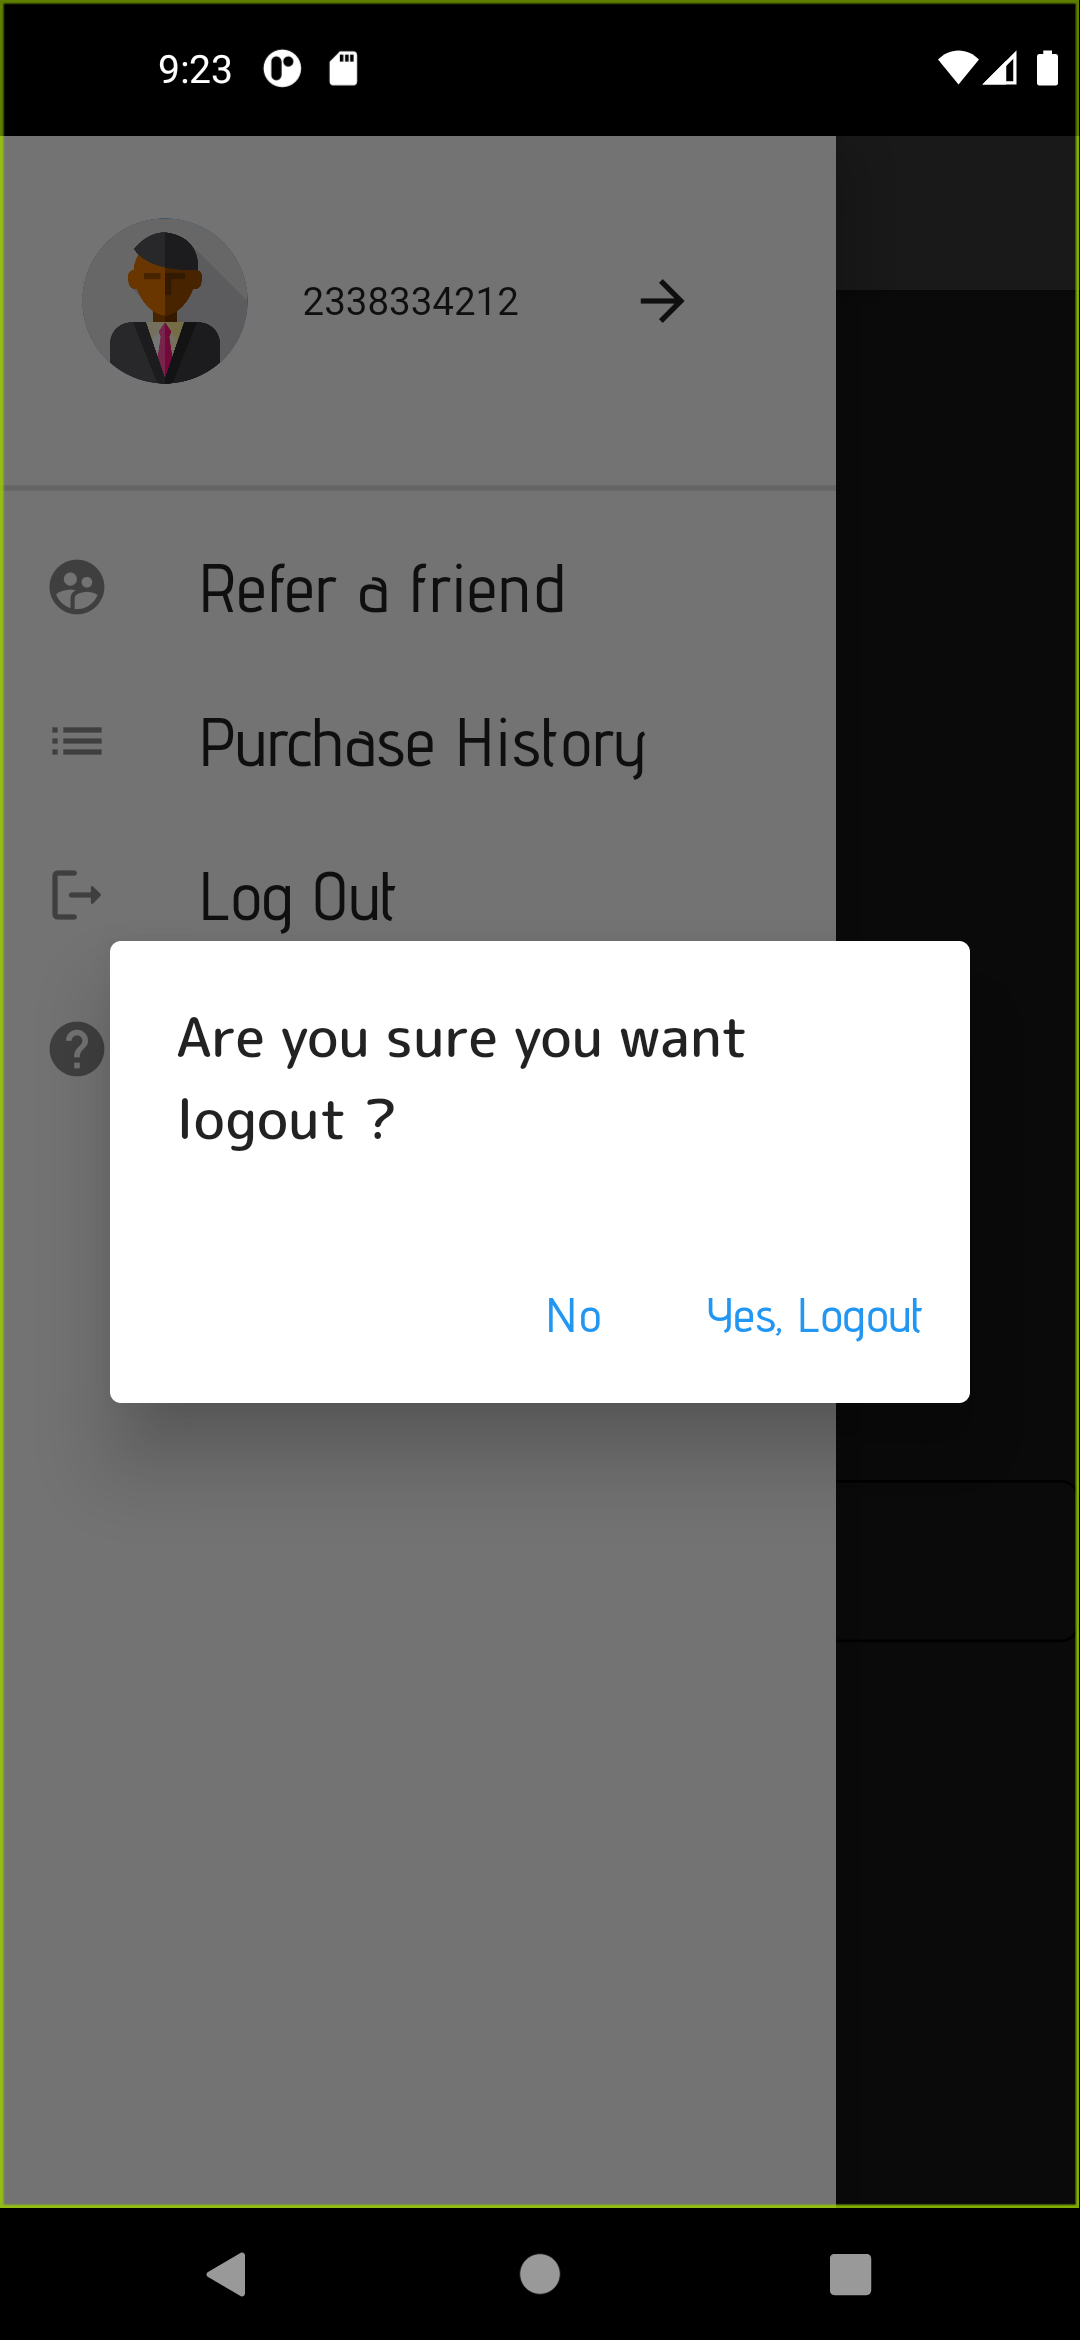 9:23
2338334212
Refer a friend
Purchase History
Log Out
Are you sure you want
logout ?
No
Yes, Logout